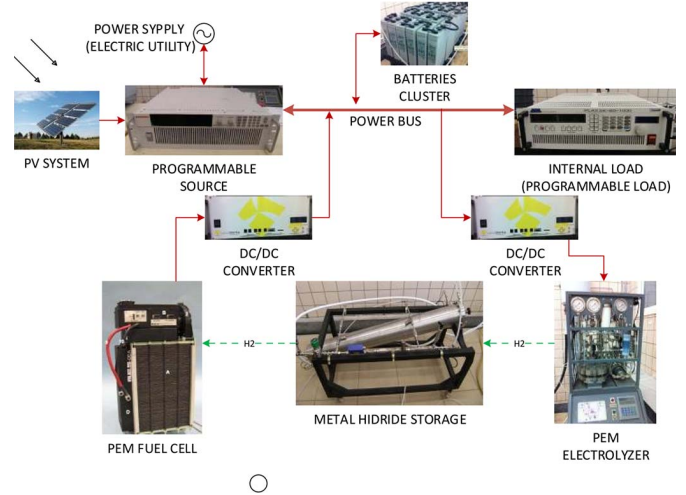 POWER SYPPLY
(ELECTRIC UTILITY)
BATTERIES
CLUSTER
POWER BUS
PV SYSTEM
PROGRAMMABLE
SOURCE
INTERNAL LOAD
(PROGRAMMABLE LOAD)
DC/DC
CONVERTER
DC/DC
CONVERTER
H2
H2
METAL HIDRIDE STORAGE
PEM FUEL CELL
PEM
ELECTROLYZER